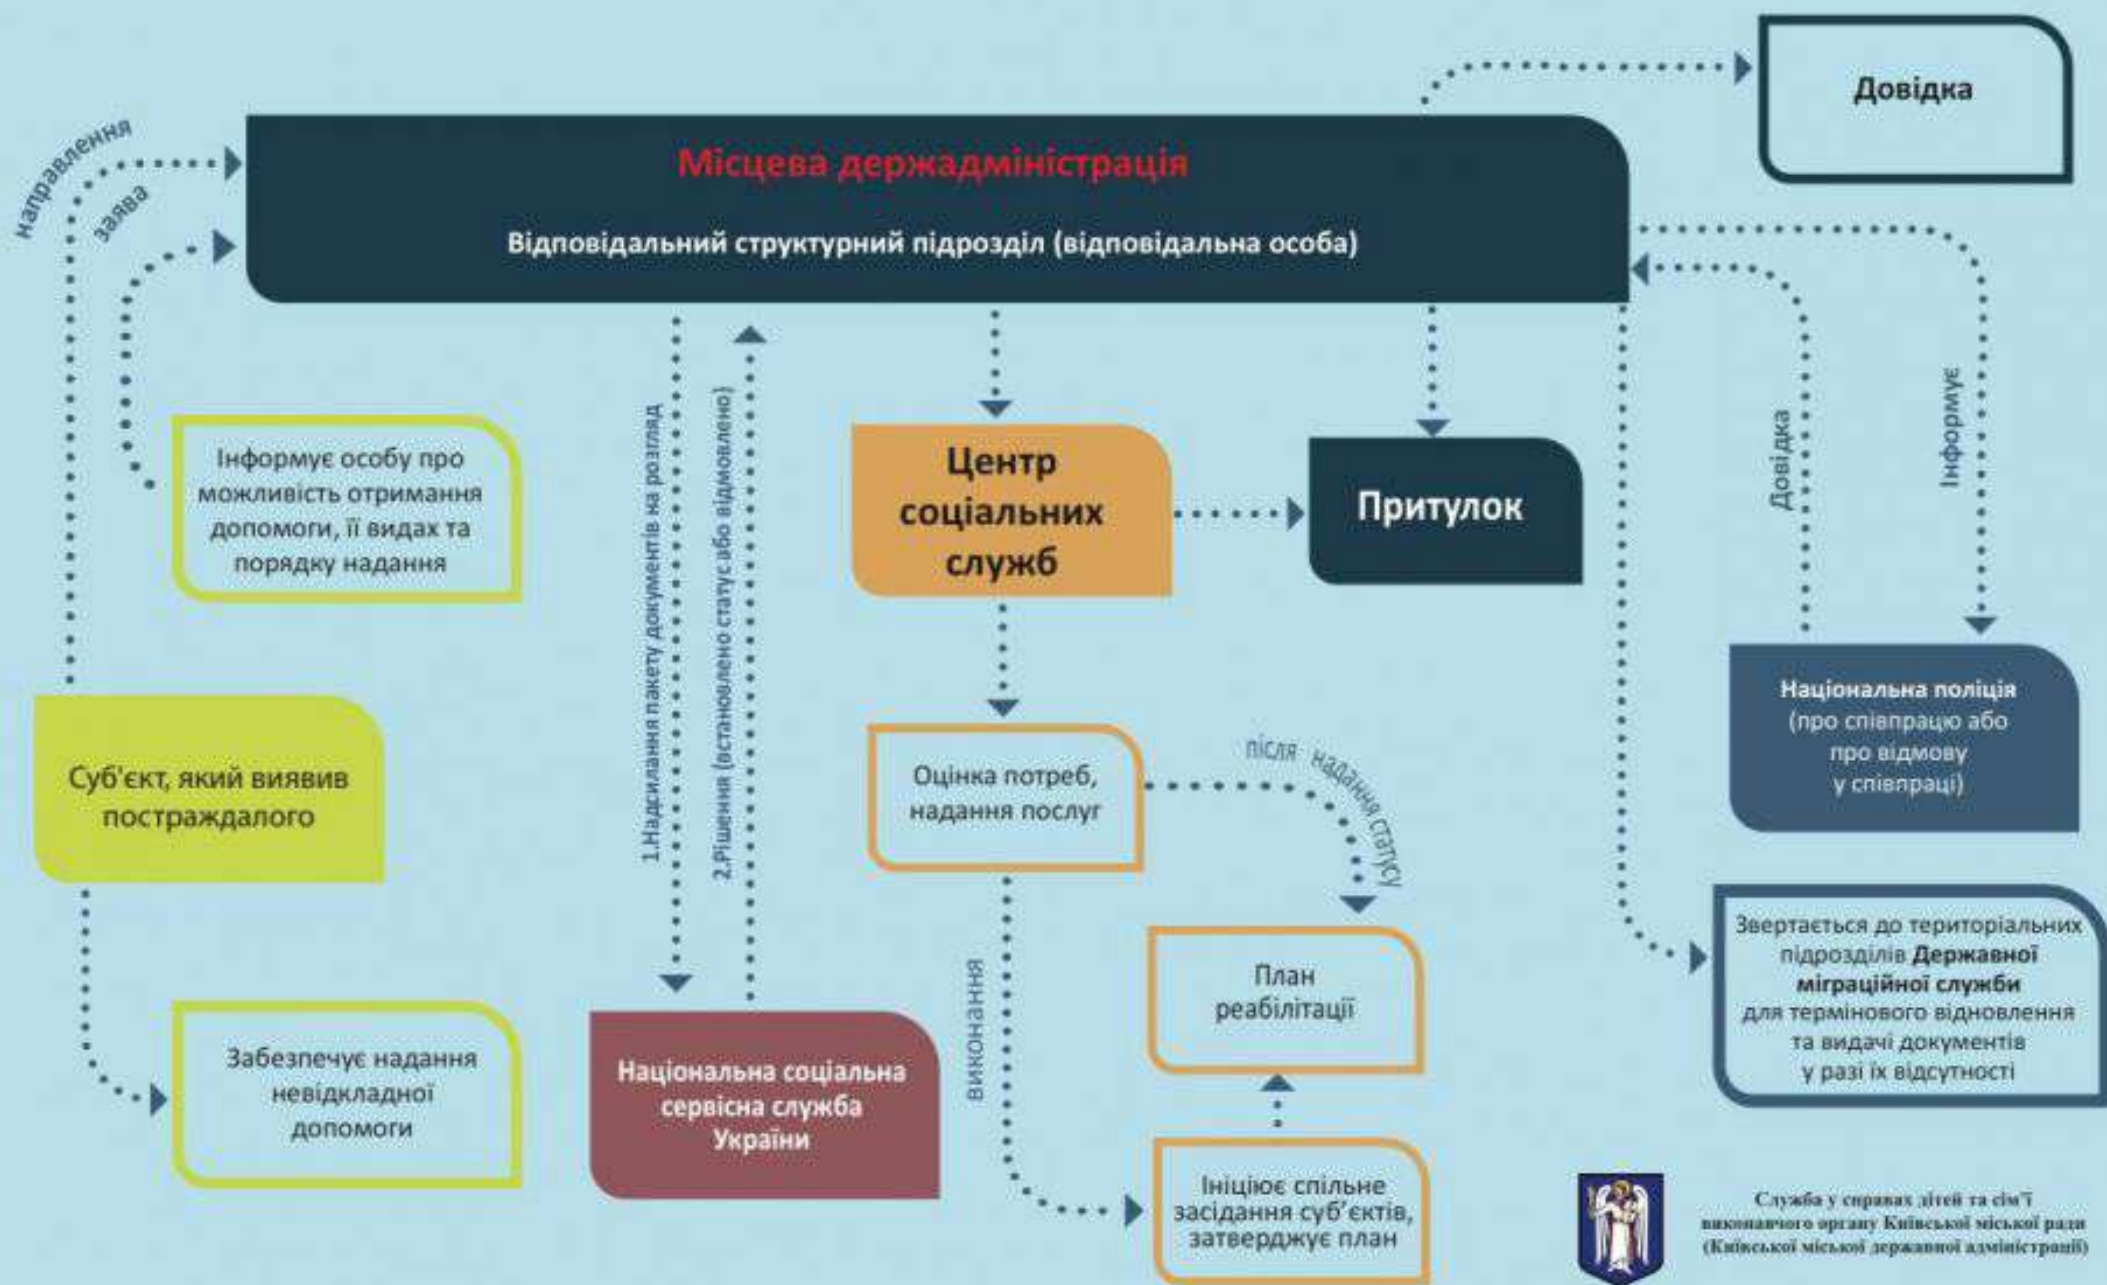 Довідка
направлення
заява
Місцева держадміністрація
Відповідальний структурний підрозділ (відповідальна особа)
Інформує особу про
можливість отримання
допомоги, її видах та
порядку надання
1.Надсилання пакету документів на розгляд
2.Рішення (встановлено статус або відмовлено)
Центр
соціальних
служб
Притулок
Довідка
Інформує
Національна поліція
(про співпрацю або
про відмову
у співпраці)
Суб'єкт, який виявив
постраждалого
Оцінка потреб,
надання послуг
після надання статусу
Звертається до територіальних
підрозділів Державної
міграційної служби
для термінового відновлення
та видачі документів
у разі їх відсутності
План
реабілітації
виконання
Забезпечує надання
невідкладної
допомоги
Національна соціальна
сервісна служба
України
Ініціює спільне
засідання суб'єктів,
затверджує план
Служба у справах дітей та сім'ї
виконавчого органу Київської міської ради
(Київської міської державної адміністрації)